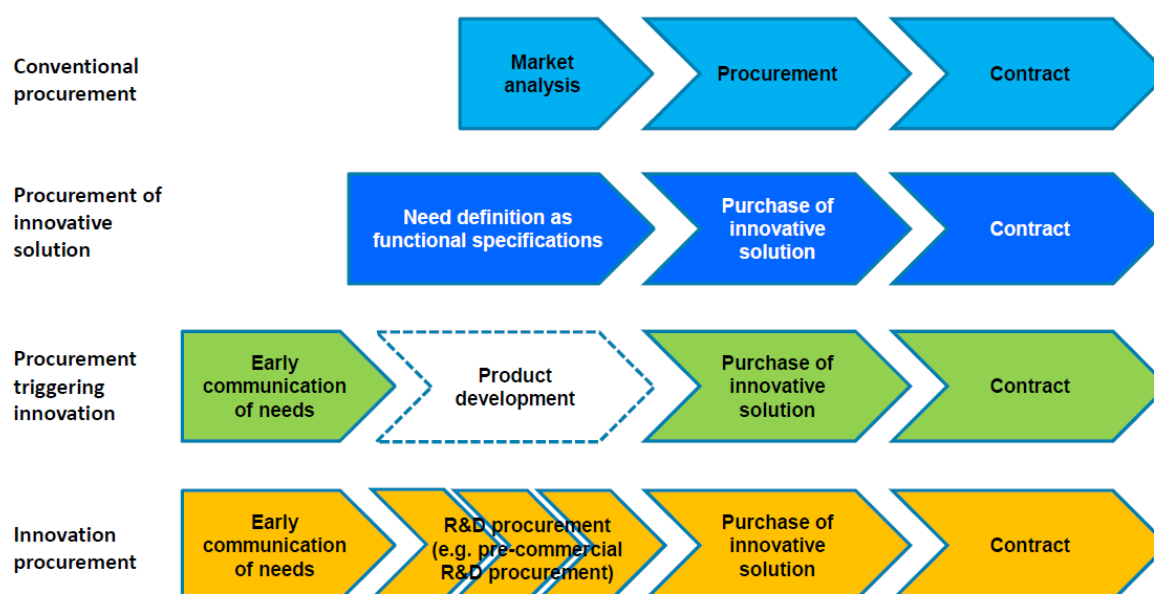 Conventional
procurement
Market
analysis
Procurement
Contract
Procurement of
innovative
solution
Need definition as
functional specifications
Purchase of
innovative
solution
Contract
Procurement
triggering
innovation
Early
communication
of needs
Product
development
Purchase of
innovative
solution
Contract
Innovation
procurement
Early
communication
of needs
R&D procurement
(e.g. pre-commercial
R&D procurement)
Purchase of
innovative
solution
Contract